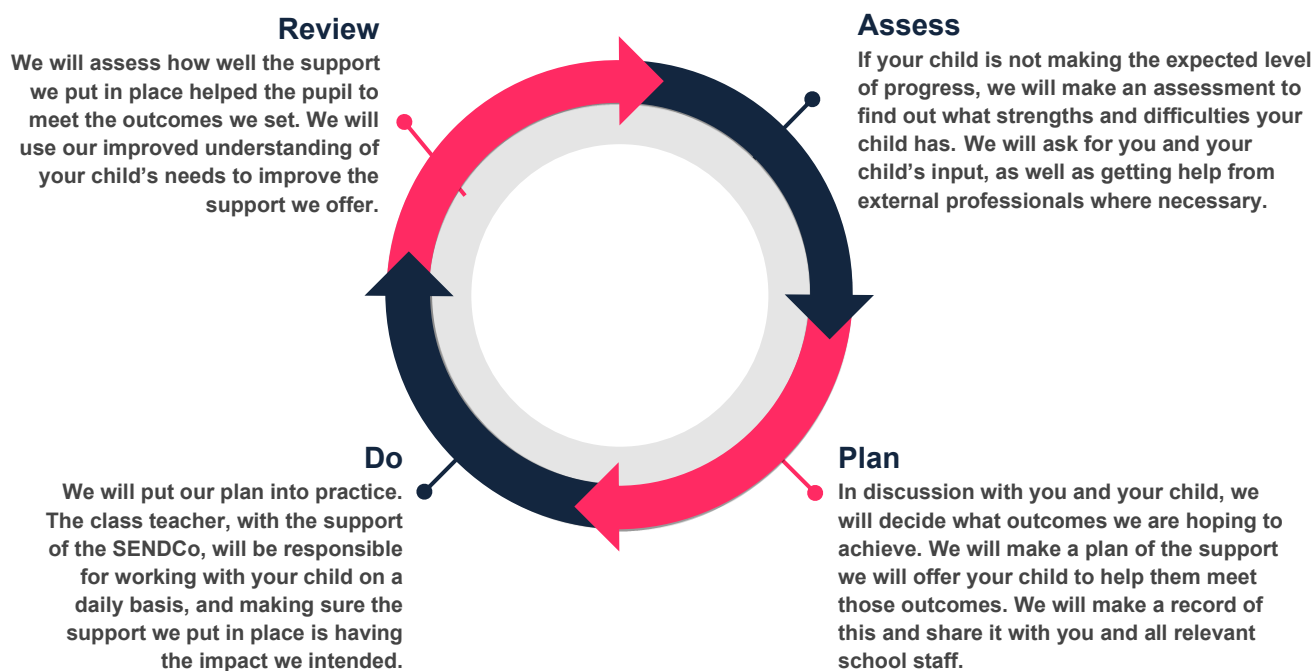 Review
We will assess how well the support
we put in place helped the pupil to
meet the outcomes we set. We will
use our improved understanding of
your child’s needs to improve the
support we offer.
Assess
If your child is not making the expected level
of progress, we will make an assessment to
find out what strengths and difficulties your
child has. We will ask for you and your
child’s input, as well as getting help from
external professionals where necessary.
Do
We will put our plan into practice.
The class teacher, with the support
of the SENDCo, will be responsible
for working with your child on a
daily basis, and making sure the
support we put in place is having
the impact we intended.
Plan
In discussion with you and your child, we
will decide what outcomes we are hoping to
achieve. We will make a plan of the support
we will offer your child to help them meet
those outcomes. We will make a record of
this and share it with you and all relevant
school staff.